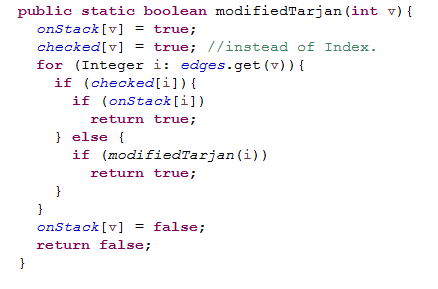 public static boolean modifiedTarjan(int v){
  onStack[v] = true;
  checked[v] = true; //instead of Index.
  for (Integer i: edges.get(v)){
    if (checked[i]){
      if (onStack[i])
        return true;
    } else {
      if (modifiedTarjan(i))
        return true;
    }
  }
  onStack[v] = false;
  return false;
}